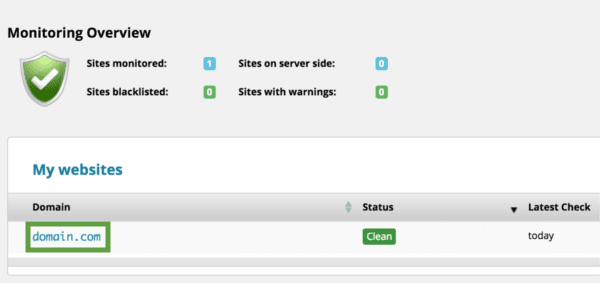 Monitoring Overview
Sites monitored: 1 Sites on server side: 0
Sites blacklisted: 0 Sites with warnings: 0
My websites
Domain Status Latest Check
domain.com Clean today